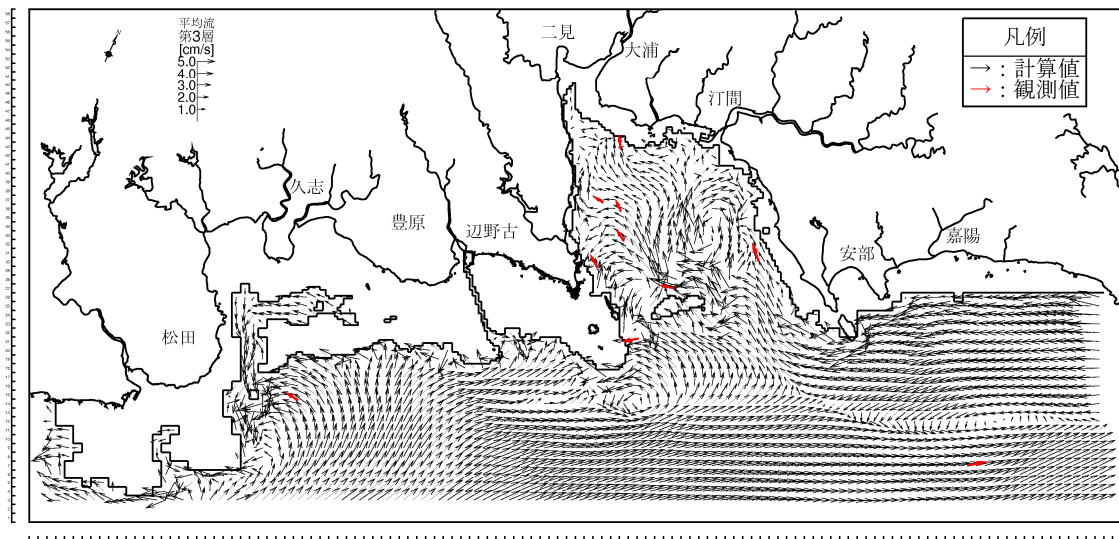 平均流
第3層
[cm/s]
5.0
4.0
3.0
2.0
1.0
凡例
→：計算値
→：観測値
二見
大浦
汀間
久志
豊原
辺野古
安部
嘉陽
松田